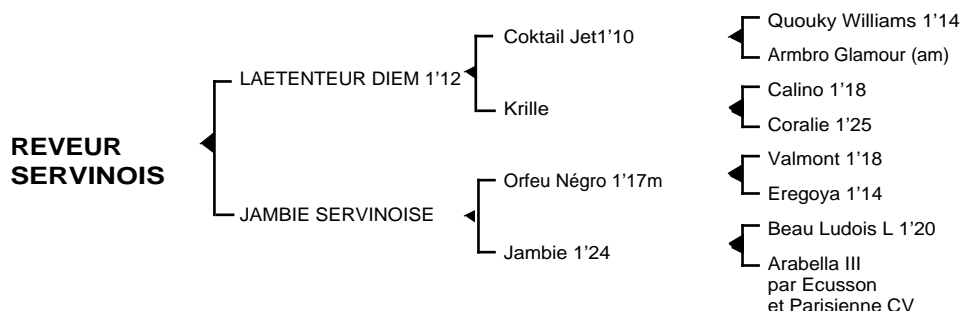 Quouky Williams 1'14
Coktail Jet1'10
Armbro Glamour (am)
LAETENTEUR DIEM 1'12
Calino 1'18
Krille
Coralie 1'25
REVEUR
SERVINOIS
Valmont 1'18
Orfeu Négro 1'17m
Eregoya 1'14
JAMBIE SERVINOISE
Beau Ludois L 1'20
Jambie 1'24
Arabella III
par Ecusson
et Parisienne CV